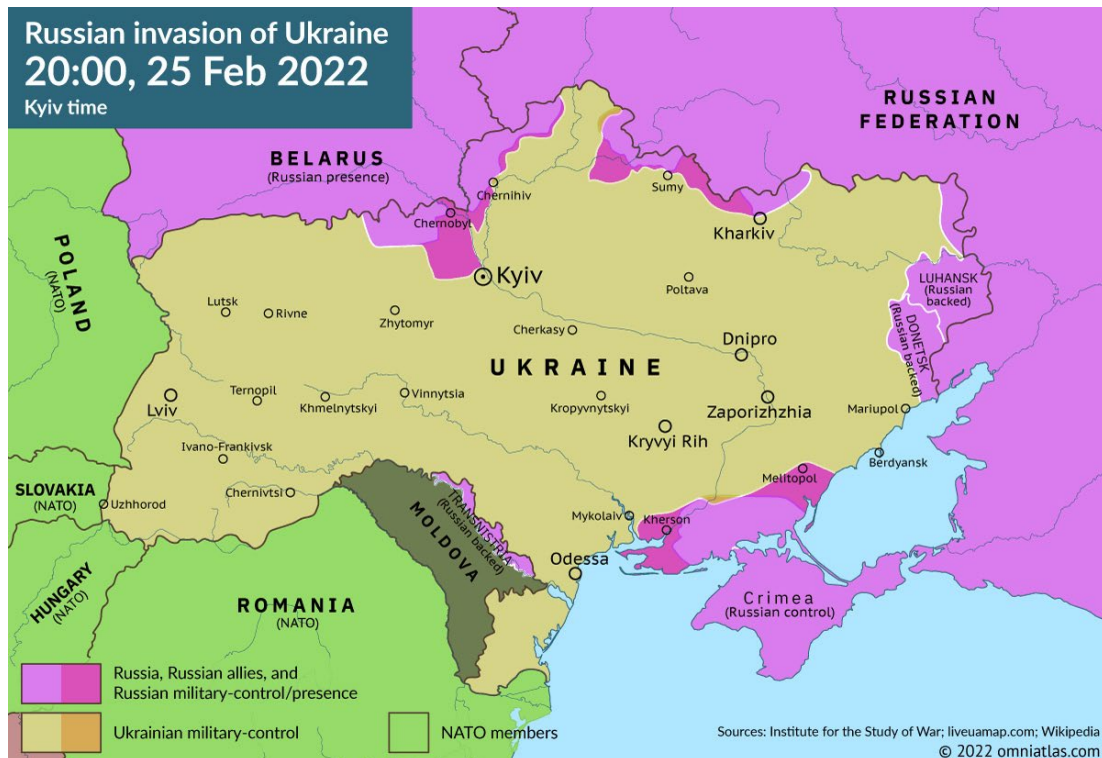 Russian invasion of Ukraine
20:00, 25 Feb 2022
Kyiv time
RUSSIAN
FEDERATION
BELARUS
(Russian presence)
Chernihiv
Chernobyl
Sumy
Kharkiv
Kyiv
POLAND
(NATO)
Lutsk
Rivne
Zhytomyr
Cherkasy
Poltava
LUHANSK
(Russian
backed)
DONETSK
(Russian backed)
Dnipro
UKRAINE
Lviv
Ternopil
Khmelnytskyi
Vinnytsia
Kropyvnytskyi
Zaporizhzhia
Mariupol
Kryvyi Rih
Ivano-Frankivsk
Berdyansk
Melitopol
SLOVAKIA
(NATO)
Uzhhorod
Chernivtsi
TRANSNISTRIA
(Russian backed)
MOLDOVA
Mykolaiv
Kherson
Odessa
HUNGARY
(NATO)
ROMANIA
(NATO)
Crimea
(Russian control)
Russia, Russian allies, and
Russian military-control/presence
Ukrainian military-control
NATO members
Sources: Institute for the Study of War; liveuamap.com; Wikipedia
© 2022 omniatlas.com